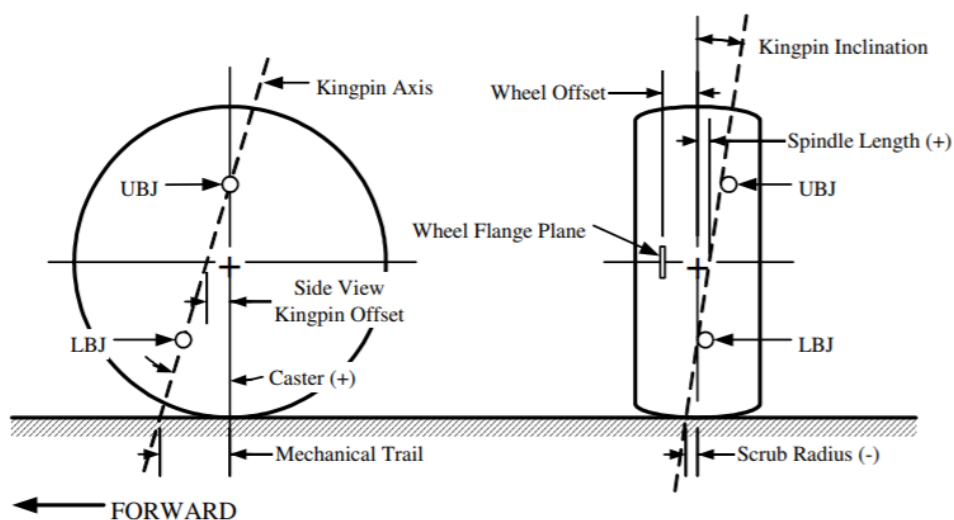 Kingpin Axis
UBJ
Side View
Kingpin Offset
LBJ
Caster (+)
Mechanical Trail
FORWARD
Kingpin Inclination
Wheel Offset
Spindle Length (+)
UBJ
Wheel Flange Plane
LBJ
Scrub Radius (-)